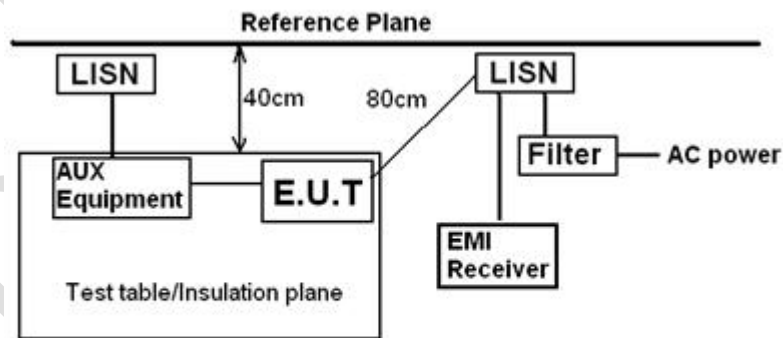 Reference Plane
LISN
40cm
80cm
LISN
Filter
AC power
AUX
Equipment
E.U.T
EMI
Receiver
Test table/Insulation plane